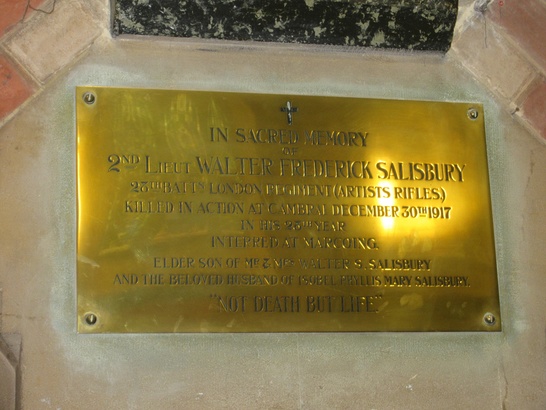 IN SACRED MEMORY
OF
2ND LIEUT WALTER FREDERICK SALISBURY
28TH BATTN LONDON REGIMENT (ARTISTS RIFLES.)
KILLED IN ACTION AT CAMBRAI DECEMBER 30TH 1917
IN HIS 25TH YEAR
INTERRED AT MARCOING.
ELDER SON OF MR & MRS WALTER S. SALISBURY
AND THE BELOVED HUSBAND OF ISOBEL PHYLLIS MARY SALISBURY.
"NOT DEATH BUT LIFE"